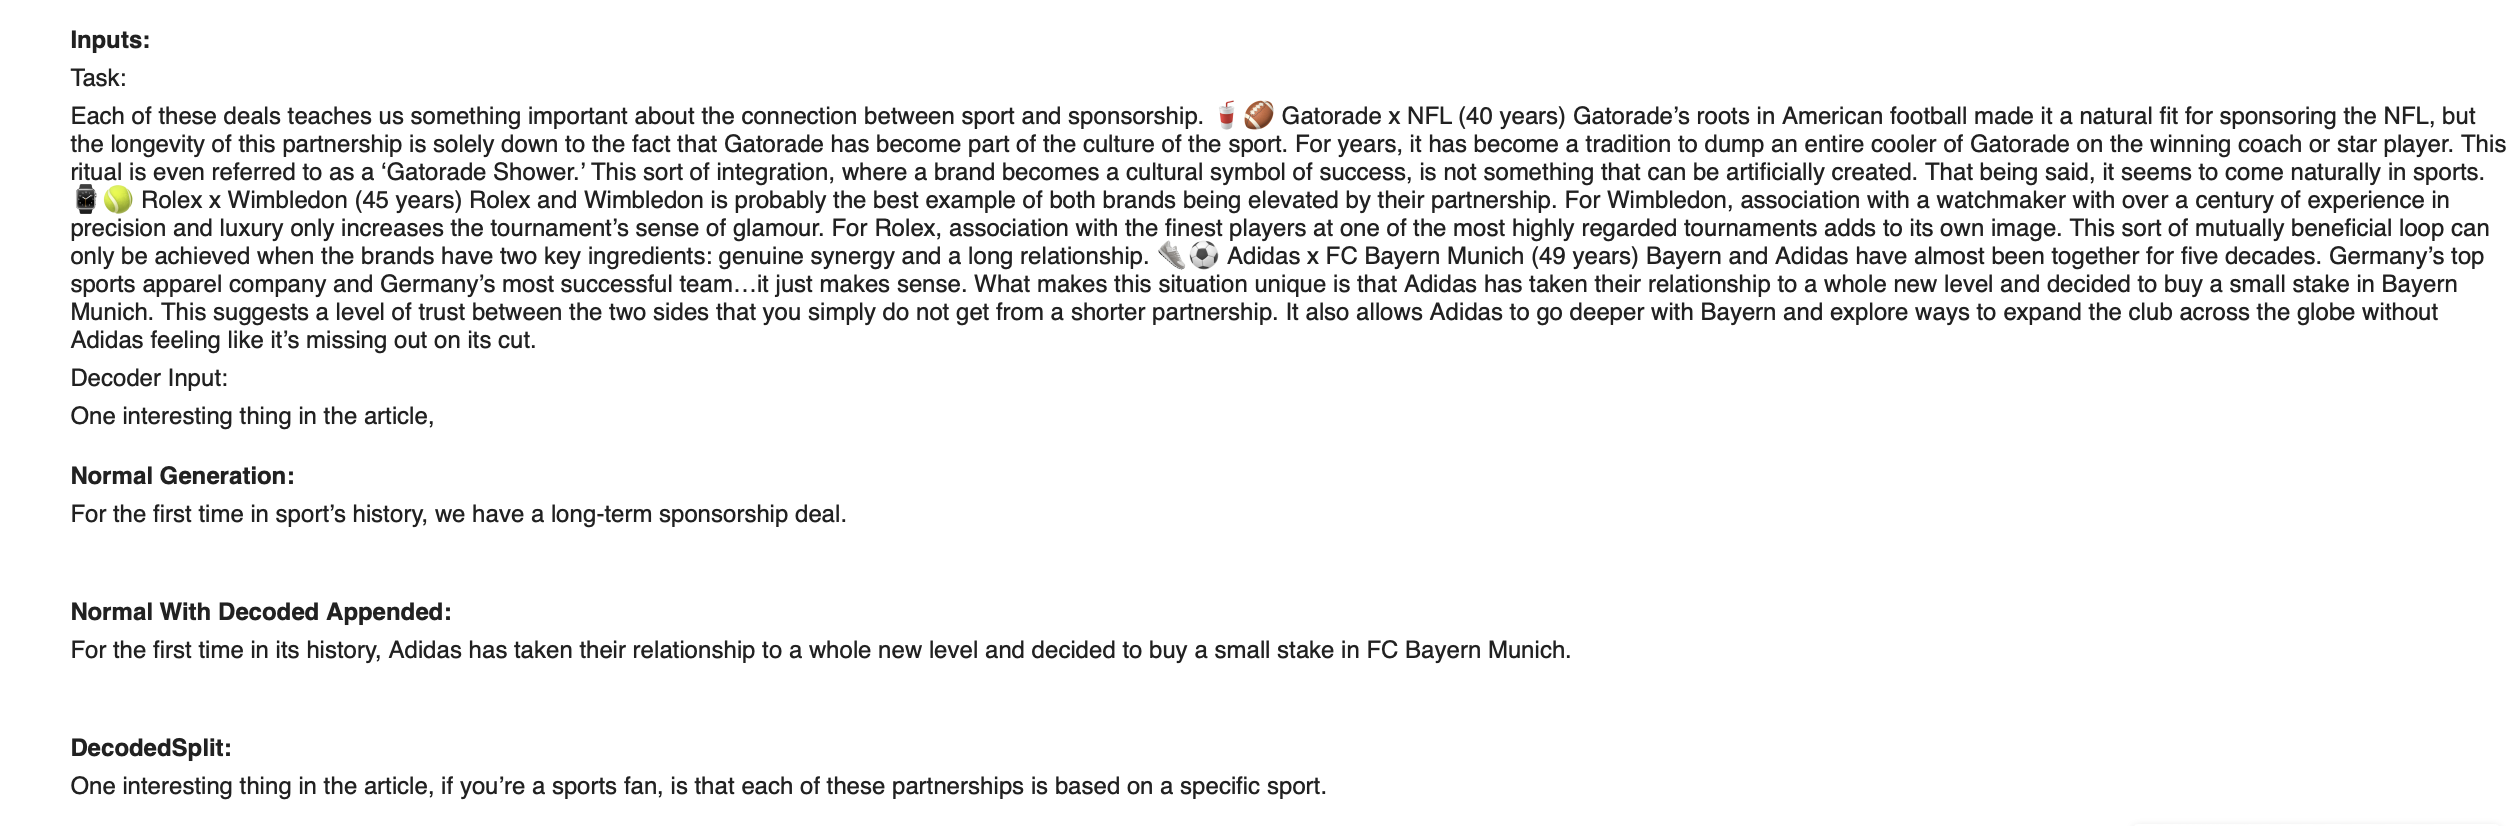 Inputs:
Task:
Each of these deals teaches us something important about the connection between sport and sponsorship. 🥤🏈 Gatorade x NFL (40 years) Gatorade’s roots in American football made it a natural fit for sponsoring the NFL, but
the longevity of this partnership is solely down to the fact that Gatorade has become part of the culture of the sport. For years, it has become a tradition to dump an entire cooler of Gatorade on the winning coach or star player. This
ritual is even referred to as a ‘Gatorade Shower.’ This sort of integration, where a brand becomes a cultural symbol of success, is not something that can be artificially created. That being said, it seems to come naturally in sports.
⌚🎾 Rolex x Wimbledon (45 years) Rolex and Wimbledon is probably the best example of both brands being elevated by their partnership. For Wimbledon, association with a watchmaker with over a century of experience in
precision and luxury only increases the tournament’s sense of glamour. For Rolex, association with the finest players at one of the most highly regarded tournaments adds to its own image. This sort of mutually beneficial loop can
only be achieved when the brands have two key ingredients: genuine synergy and a long relationship. 👟⚽ Adidas x FC Bayern Munich (49 years) Bayern and Adidas have almost been together for five decades. Germany’s top
sports apparel company and Germany’s most successful team…it just makes sense. What makes this situation unique is that Adidas has taken their relationship to a whole new level and decided to buy a small stake in Bayern
Munich. This suggests a level of trust between the two sides that you simply do not get from a shorter partnership. It also allows Adidas to go deeper with Bayern and explore ways to expand the club across the globe without
Adidas feeling like it’s missing out on its cut.
Decoder Input:
One interesting thing in the article,
Normal Generation:
For the first time in sport’s history, we have a long-term sponsorship deal.
Normal With Decoded Appended:
For the first time in its history, Adidas has taken their relationship to a whole new level and decided to buy a small stake in FC Bayern Munich.
DecodedSplit:
One interesting thing in the article, if you’re a sports fan, is that each of these partnerships is based on a specific sport.